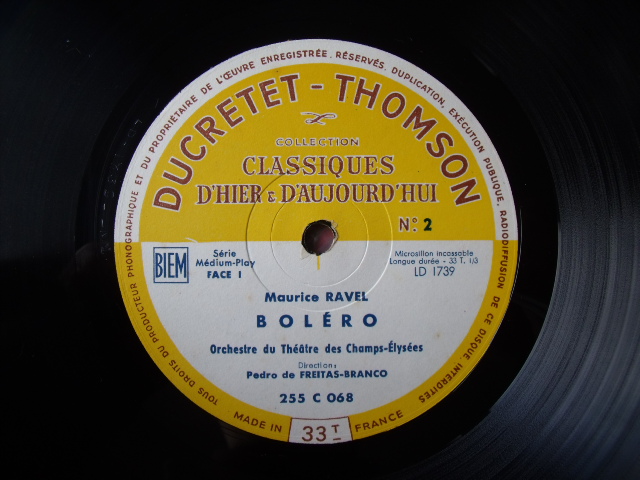 TOUS DROITS DU PRODUCTEUR PHONOGRAPHIQUE ET DU PROPRIÉTAIRE DE L'ŒUVRE ENREGISTRÉE, RÉSERVÉS, DUPLICATION, EXÉCUTION PUBLIQUE, RADIODIFFUSION DE CE DISQUE INTERDITES
DUCRETET-THOMSON
COLLECTION
CLASSIQUES
D'HIER & D'AUJOURD'HUI
No. 2
BIEM
Série
Médium-Play
FACE 1
Microsillon incassable
Longue durée - 33 T. 1/3
LD 1739
Maurice RAVEL
BOLÉRO
Orchestre du Théâtre des Champs-Élysées
Direction:
Pedro de FREITAS-BRANCO
255 C 068
MADE IN FRANCE
33 T